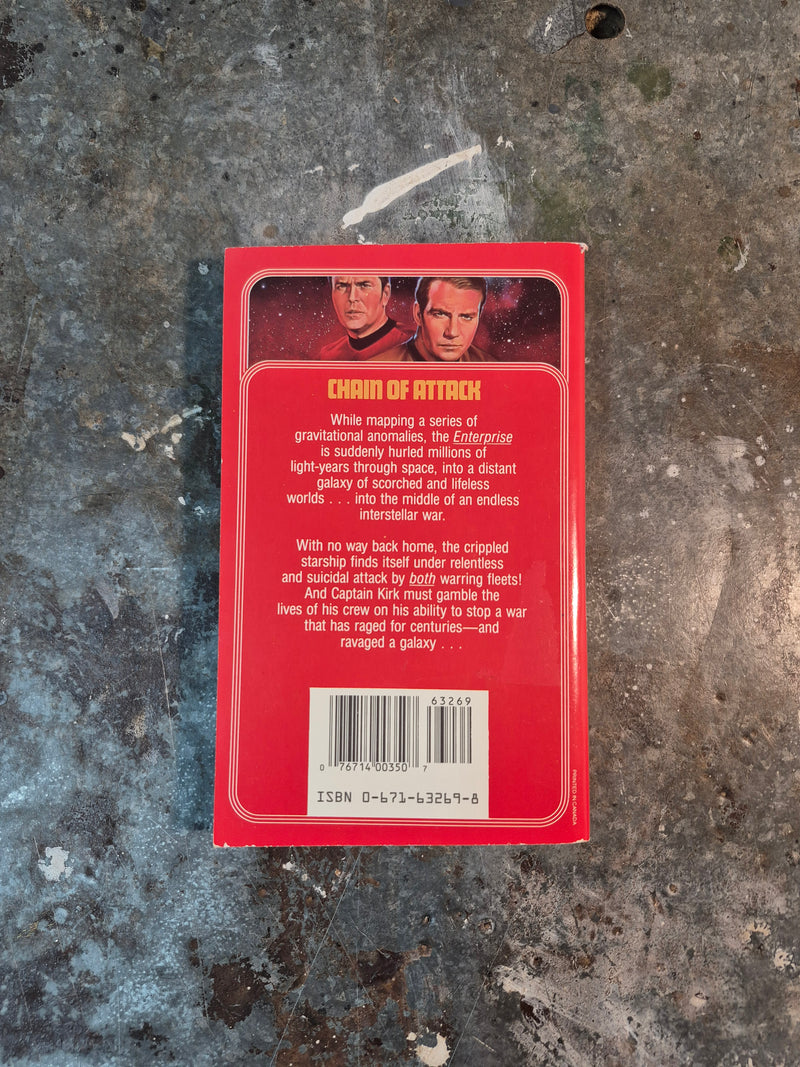 CHAIN OF ATTACK
While mapping a series of
gravitational anomalies, the Enterprise
is suddenly hurled millions of
light-years through space, into a distant
galaxy of scorched and lifeless
worlds . . . into the middle of an endless
interstellar war.
With no way back home, the crippled
starship finds itself under relentless
and suicidal attack by both warring fleets!
And Captain Kirk must gamble the
lives of his crew on his ability to stop a war
that has raged for centuries—and
ravaged a galaxy . . .
63269
0 76714 00350 7
ISBN 0-671-63269-8
PRINTED IN CANADA